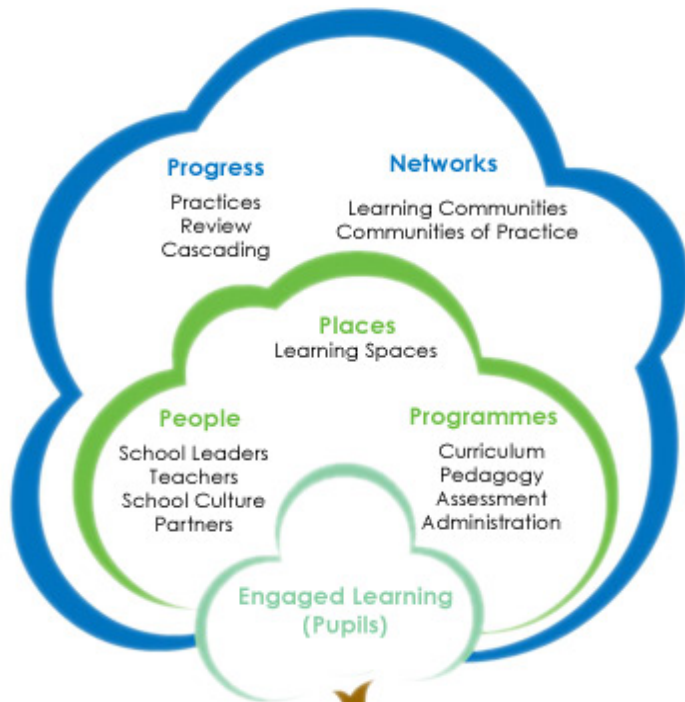 Progress
Practices
Review
Cascading
Networks
Learning Communities
Communities of Practice
Places
Learning Spaces
People
School Leaders
Teachers
School Culture
Partners
Programmes
Curriculum
Pedagogy
Assessment
Administration
Engaged Learning
(Pupils)